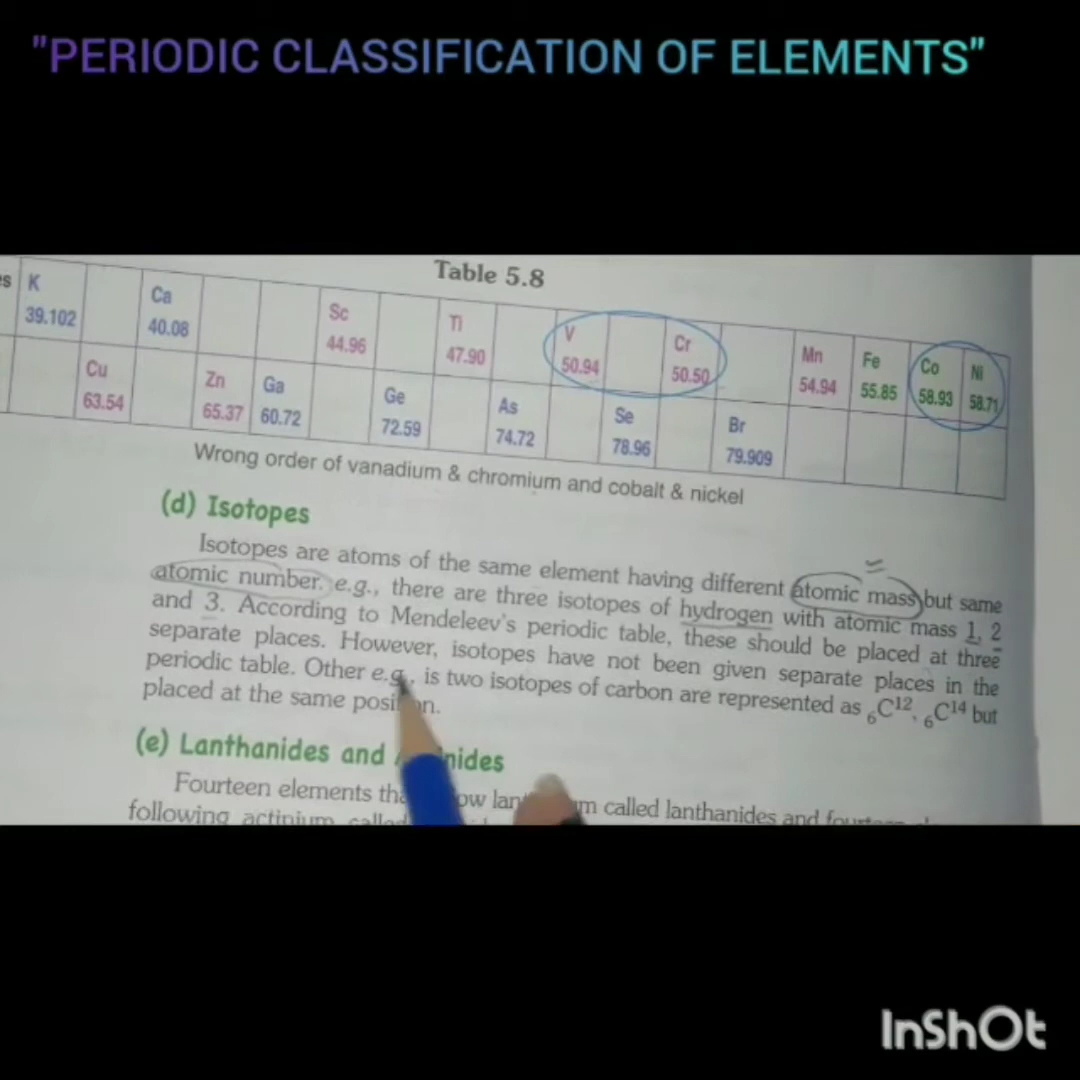 "PERIODIC CLASSIFICATION OF ELEMENTS"
Table 5.8
K Ca Sc Ti V Cr Mn Fe Co Ni
39.102 40.08 44.96 47.90 50.94 50.50 54.94 55.85 58.93 58.71
Cu Zn Ga Ge As Se Br
63.54 65.37 60.72 72.59 74.72 78.96 79.909
Wrong order of vanadium & chromium and cobalt & nickel
(d) Isotopes
Isotopes are atoms of the same element having different atomic mass but same
atomic number. e.g., there are three isotopes of hydrogen with atomic mass 1, 2
and 3. According to Mendeleev's periodic table, these should be placed at three
separate places. However, isotopes have not been given separate places in the
periodic table. Other e.g., is two isotopes of carbon are represented as ₆C¹², ₆C¹⁴ but
placed at the same
(e) Lanthanides and
Fourteen elements called lanthanides and
following actinium
InShOt